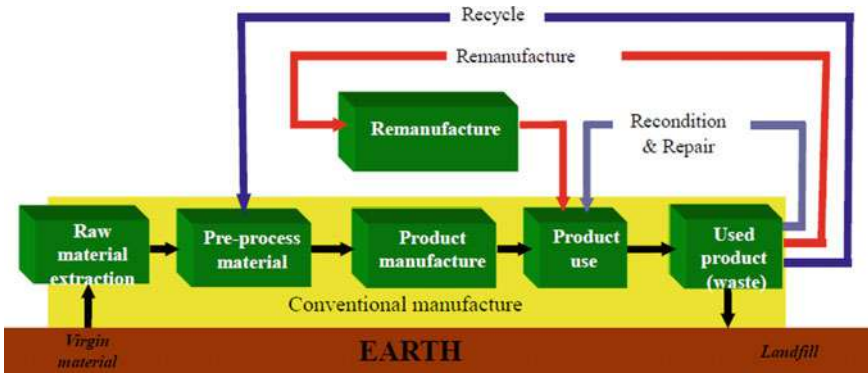 Recycle
Remanufacture
Remanufacture
Recondition
& Repair
Raw
material
extraction
Pre-process
material
Product
manufacture
Product
use
Used
product
(waste)
Conventional manufacture
Virgin
material
EARTH
Landfill